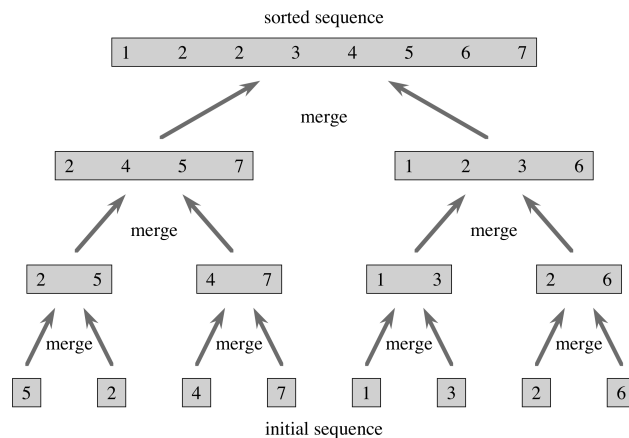 sorted sequence
1 2 2 3 4 5 6 7
merge
2 4 5 7 1 2 3 6
merge merge
2 5 4 7 1 3 2 6
merge merge merge merge
5 2 4 7 1 3 2 6
initial sequence